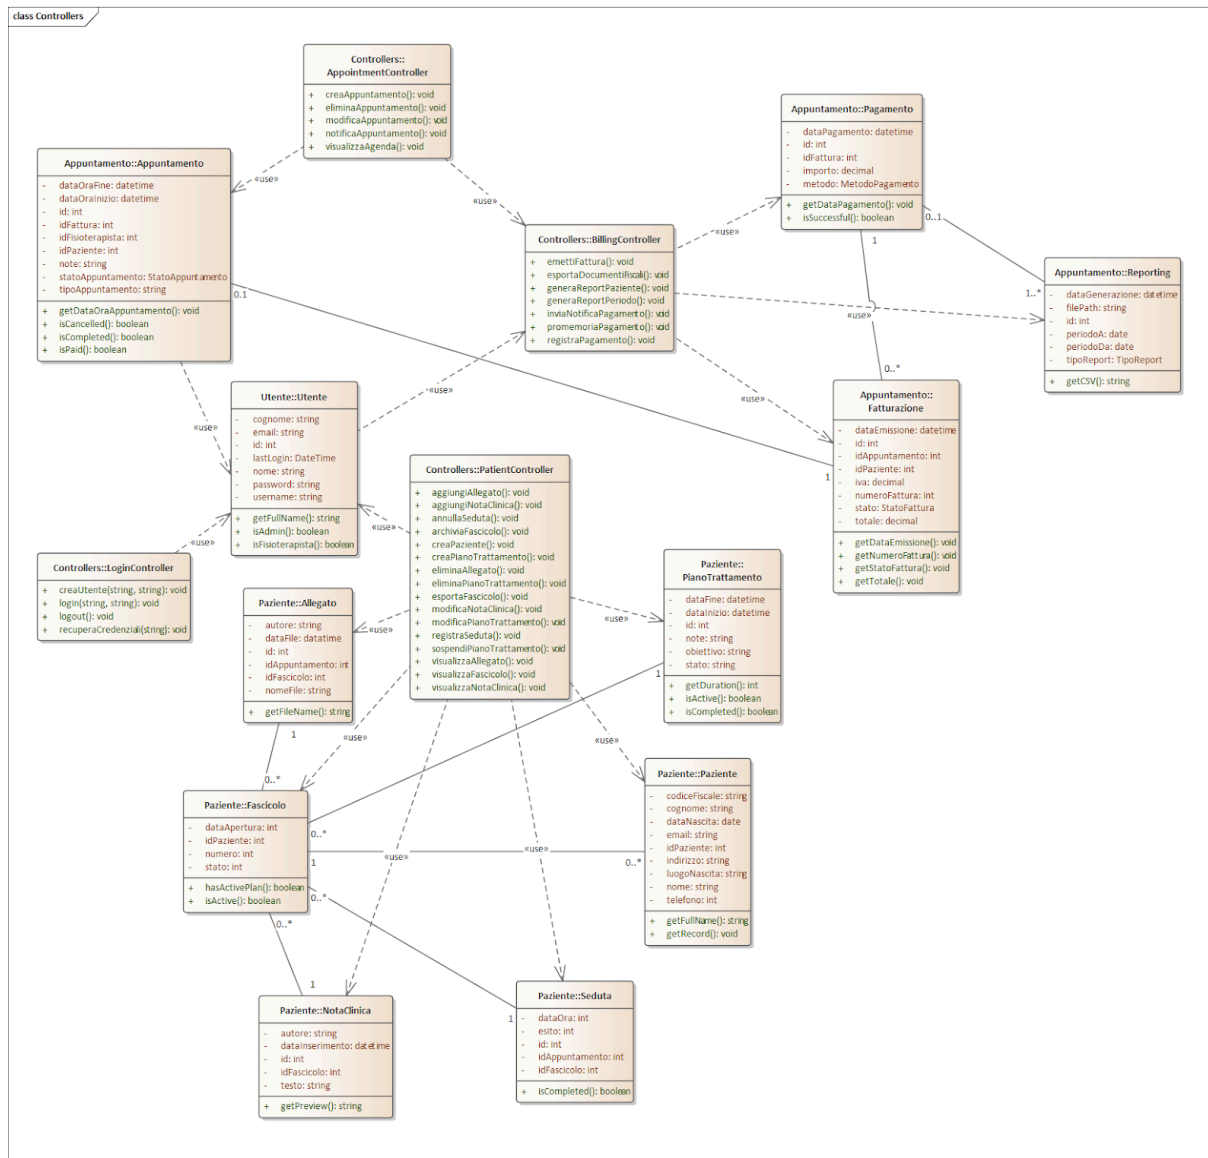 class Controllers
Controllers::
AppointmentController
+ creaAppuntamento(): void
+ eliminaAppuntamento(): void
+ modificaAppuntamento(): void
+ notificaAppuntamento(): void
+ visualizzaAgenda(): void
Appuntamento::Pagamento
- dataPagamento: datetime
- id: int
- idFattura: int
- importo: decimal
- metodo: MetodoPagamento
+ getDataPagamento(): void
+ isSuccessful(): boolean
Appuntamento::Appuntamento
- dataOraFine: datetime
- dataOraInizio: datetime
- id: int
- idFattura: int
- idFisioterapista: int
- idPaziente: int
- note: string
- statoAppuntamento: StatoAppuntamento
- tipoAppuntamento: string
+ getDataOraAppuntamento(): void
+ isCancelled(): boolean
+ isCompleted(): boolean
+ isPaid(): boolean
«use»
«use»
«use»
0..1
1
0.1
Controllers::BillingController
+ emettiFattura(): void
+ esportaDocumentiFiscali(): void
+ generaReportPaziente(): void
+ generaReportPeriodo(): void
+ inviaNotificaPagamento(): void
+ promemoriaPagamento(): void
+ registraPagamento(): void
Appuntamento::Reporting
- dataGenerazione: datetime
- filePath: string
- id: int
- periodoA: date
- periodoDa: date
- tipoReport: TipoReport
+ getCSV(): string
1..*
«use»
«use»
0..*
«use»
«use»
1
Utente::Utente
- cognome: string
- email: string
- id: int
- lastLogin: DateTime
- nome: string
- password: string
- username: string
+ getFullName(): string
+ isAdmin(): boolean
+ isFisioterapista(): boolean
Appuntamento::
Fatturazione
- dataEmissione: datetime
- id: int
- idAppuntamento: int
- idPaziente: int
- iva: decimal
- numeroFattura: int
- stato: StatoFattura
- totale: decimal
+ getDataEmissione(): void
+ getNumeroFattura(): void
+ getStatoFattura(): void
+ getTotale(): void
Controllers::PatientController
+ aggiungiAllegato(): void
+ aggiungiNotaClinica(): void
+ annullaSeduta(): void
+ archiviaFascicolo(): void
+ creaPaziente(): void
+ creaPianoTrattamento(): void
+ eliminaAllegato(): void
+ eliminaPianoTrattamento(): void
+ esportaFascicolo(): void
+ modificaNotaClinica(): void
+ modificaPianoTrattamento(): void
+ registraSeduta(): void
+ sospendiPianoTrattamento(): void
+ visualizzaAllegato(): void
+ visualizzaFascicolo(): void
+ visualizzaNotaClinica(): void
«use»
«use»
Controllers::LoginController
+ creaUtente(string, string): void
+ login(string, string): void
+ logout(): void
+ recuperaCredenziali(string): void
Paziente::
PianoTrattamento
- dataFine: datetime
- dataInizio: datetime
- id: int
- note: string
- obiettivo: string
- stato: string
+ getDuration(): int
+ isActive(): boolean
+ isCompleted(): boolean
Paziente::Allegato
- autore: string
- dataFile: datatime
- id: int
- idAppuntamento: int
- idFascicolo: int
- nomeFile: string
+ getFileName(): string
«use»
«use»
1
1
«use»
«use»
0..*
Paziente::Paziente
- codiceFiscale: string
- cognome: string
- dataNascita: date
- email: string
- idPaziente: int
- indirizzo: string
- luogoNascita: string
- nome: string
- telefono: int
+ getFullName(): string
+ getRecord(): void
Paziente::Fascicolo
- dataApertura: int
- idPaziente: int
- numero: int
- stato: int
+ hasActivePlan(): boolean
+ isActive(): boolean
0..*
1
«use»
«use»
0..*
0..*
0..*
1
1
Paziente::NotaClinica
- autore: string
- dataInserimento: datetime
- id: int
- idFascicolo: int
- testo: string
+ getPreview(): string
Paziente::Seduta
- dataOra: int
- esito: int
- id: int
- idAppuntamento: int
- idFascicolo: int
+ isCompleted(): boolean